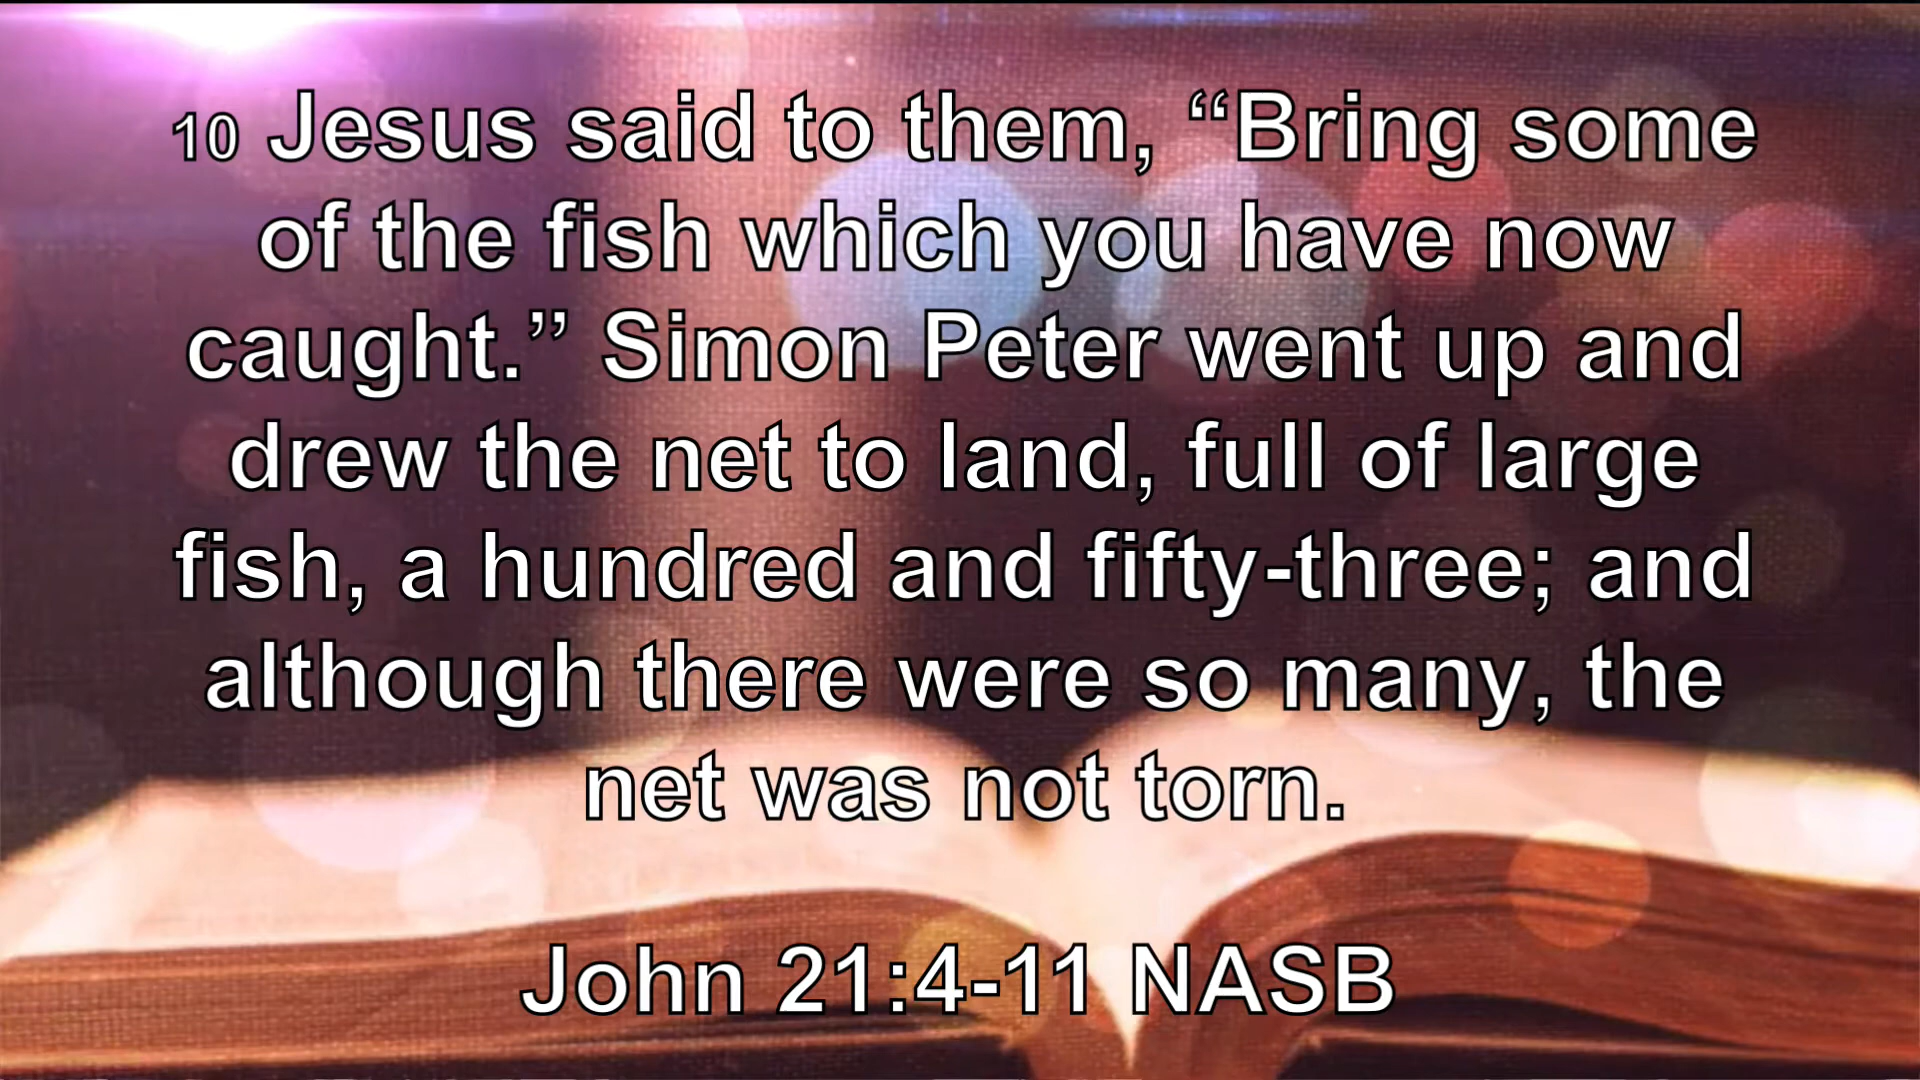 10 Jesus said to them, “Bring some
of the fish which you have now
caught.” Simon Peter went up and
drew the net to land, full of large
fish, a hundred and fifty-three; and
although there were so many, the
net was not torn.
John 21:4-11 NASB